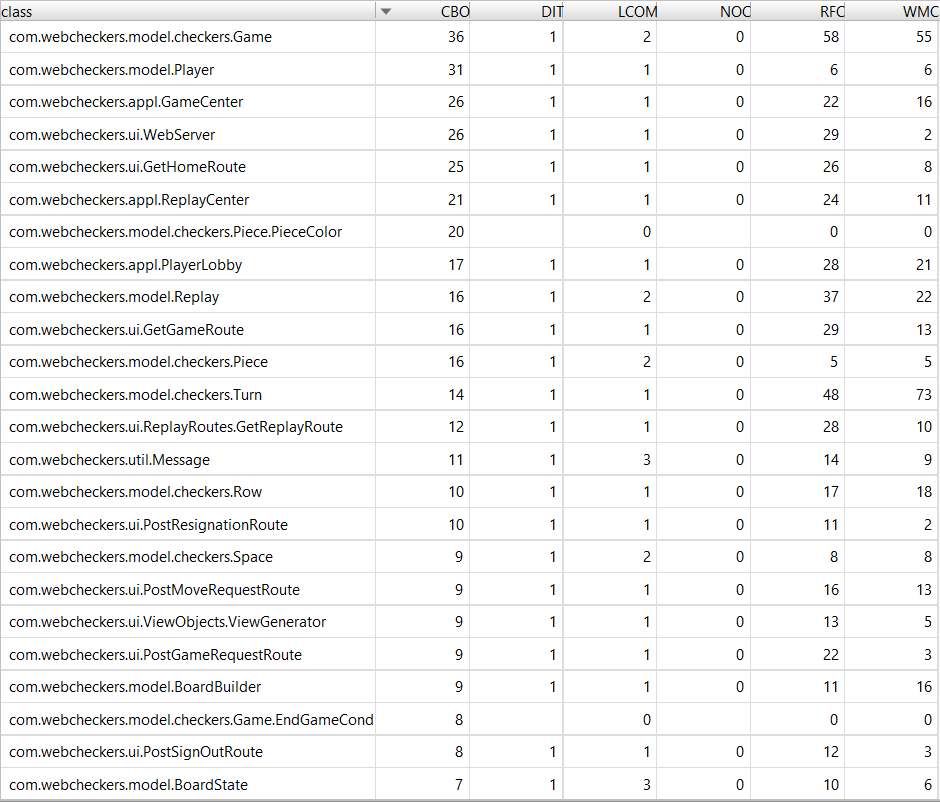 class CBO DIT LCOM NOC RFC WMC
com.webcheckers.model.checkers.Game 36 1 2 0 58 55
com.webcheckers.model.Player 31 1 1 0 6 6
com.webcheckers.appl.GameCenter 26 1 1 0 22 16
com.webcheckers.ui.WebServer 26 1 1 0 29 2
com.webcheckers.ui.GetHomeRoute 25 1 1 0 26 8
com.webcheckers.appl.ReplayCenter 21 1 1 0 24 11
com.webcheckers.model.checkers.Piece.PieceColor 20 0 0 0
com.webcheckers.appl.PlayerLobby 17 1 1 0 28 21
com.webcheckers.model.Replay 16 1 2 0 37 22
com.webcheckers.ui.GetGameRoute 16 1 1 0 29 13
com.webcheckers.model.checkers.Piece 16 1 2 0 5 5
com.webcheckers.model.checkers.Turn 14 1 1 0 48 73
com.webcheckers.ui.ReplayRoutes.GetReplayRoute 12 1 1 0 28 10
com.webcheckers.util.Message 11 1 3 0 14 9
com.webcheckers.model.checkers.Row 10 1 1 0 17 18
com.webcheckers.ui.PostResignationRoute 10 1 1 0 11 2
com.webcheckers.model.checkers.Space 9 1 2 0 8 8
com.webcheckers.ui.PostMoveRequestRoute 9 1 1 0 16 13
com.webcheckers.ui.ViewObjects.ViewGenerator 9 1 1 0 13 5
com.webcheckers.ui.PostGameRequestRoute 9 1 1 0 22 3
com.webcheckers.model.BoardBuilder 9 1 1 0 11 16
com.webcheckers.model.checkers.Game.EndGameCond 8 0 0 0
com.webcheckers.ui.PostSignOutRoute 8 1 1 0 12 3
com.webcheckers.model.BoardState 7 1 3 0 10 6